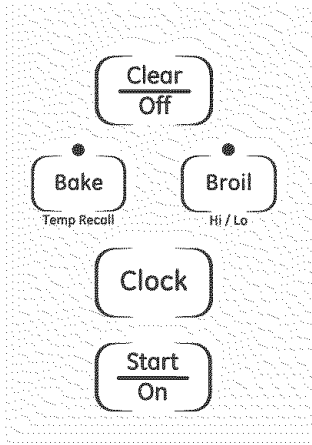 Clear
Off
Bake
Broil
Temp Recall
Hi / Lo
Clock
Start
On